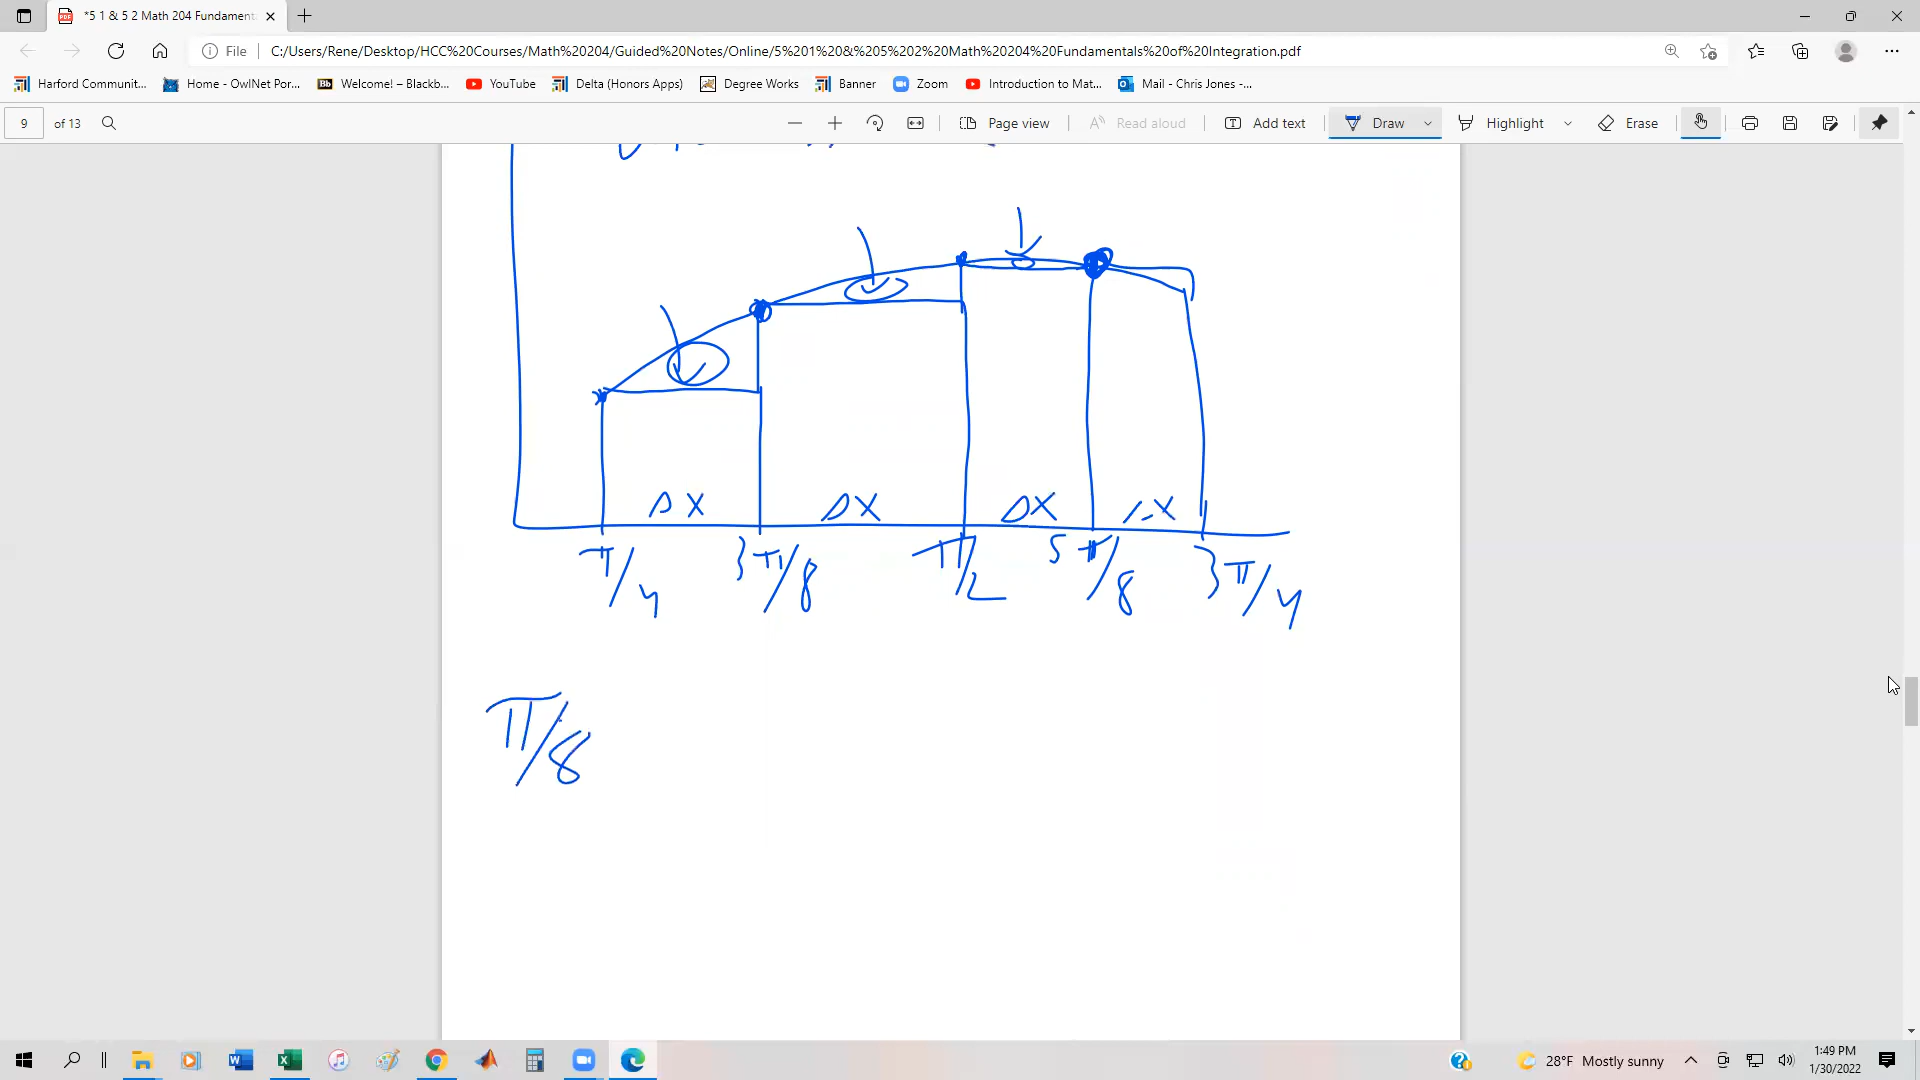 *5 1 & 5 2 Math 204 Fundament
File C:/Users/Rene/Desktop/HCC%20Courses/Math%20204/Guided%20Notes/Online/5%201%20&%205%202%20Math%20204%20Fundamentals%20of%20Integration.pdf
Harford Communit... Home - OwlNet Por... Bb Welcome! – Blackb... YouTube Delta (Honors Apps) Degree Works Banner Zoom Introduction to Mat... Mail - Chris Jones -...
9 of 13 Page view Read aloud Add text Draw Highlight Erase
Δx Δx Δx Δx
π/4 3π/8 π/2 5π/8 3π/4
π/8
28°F Mostly sunny 1:49 PM
1/30/2022